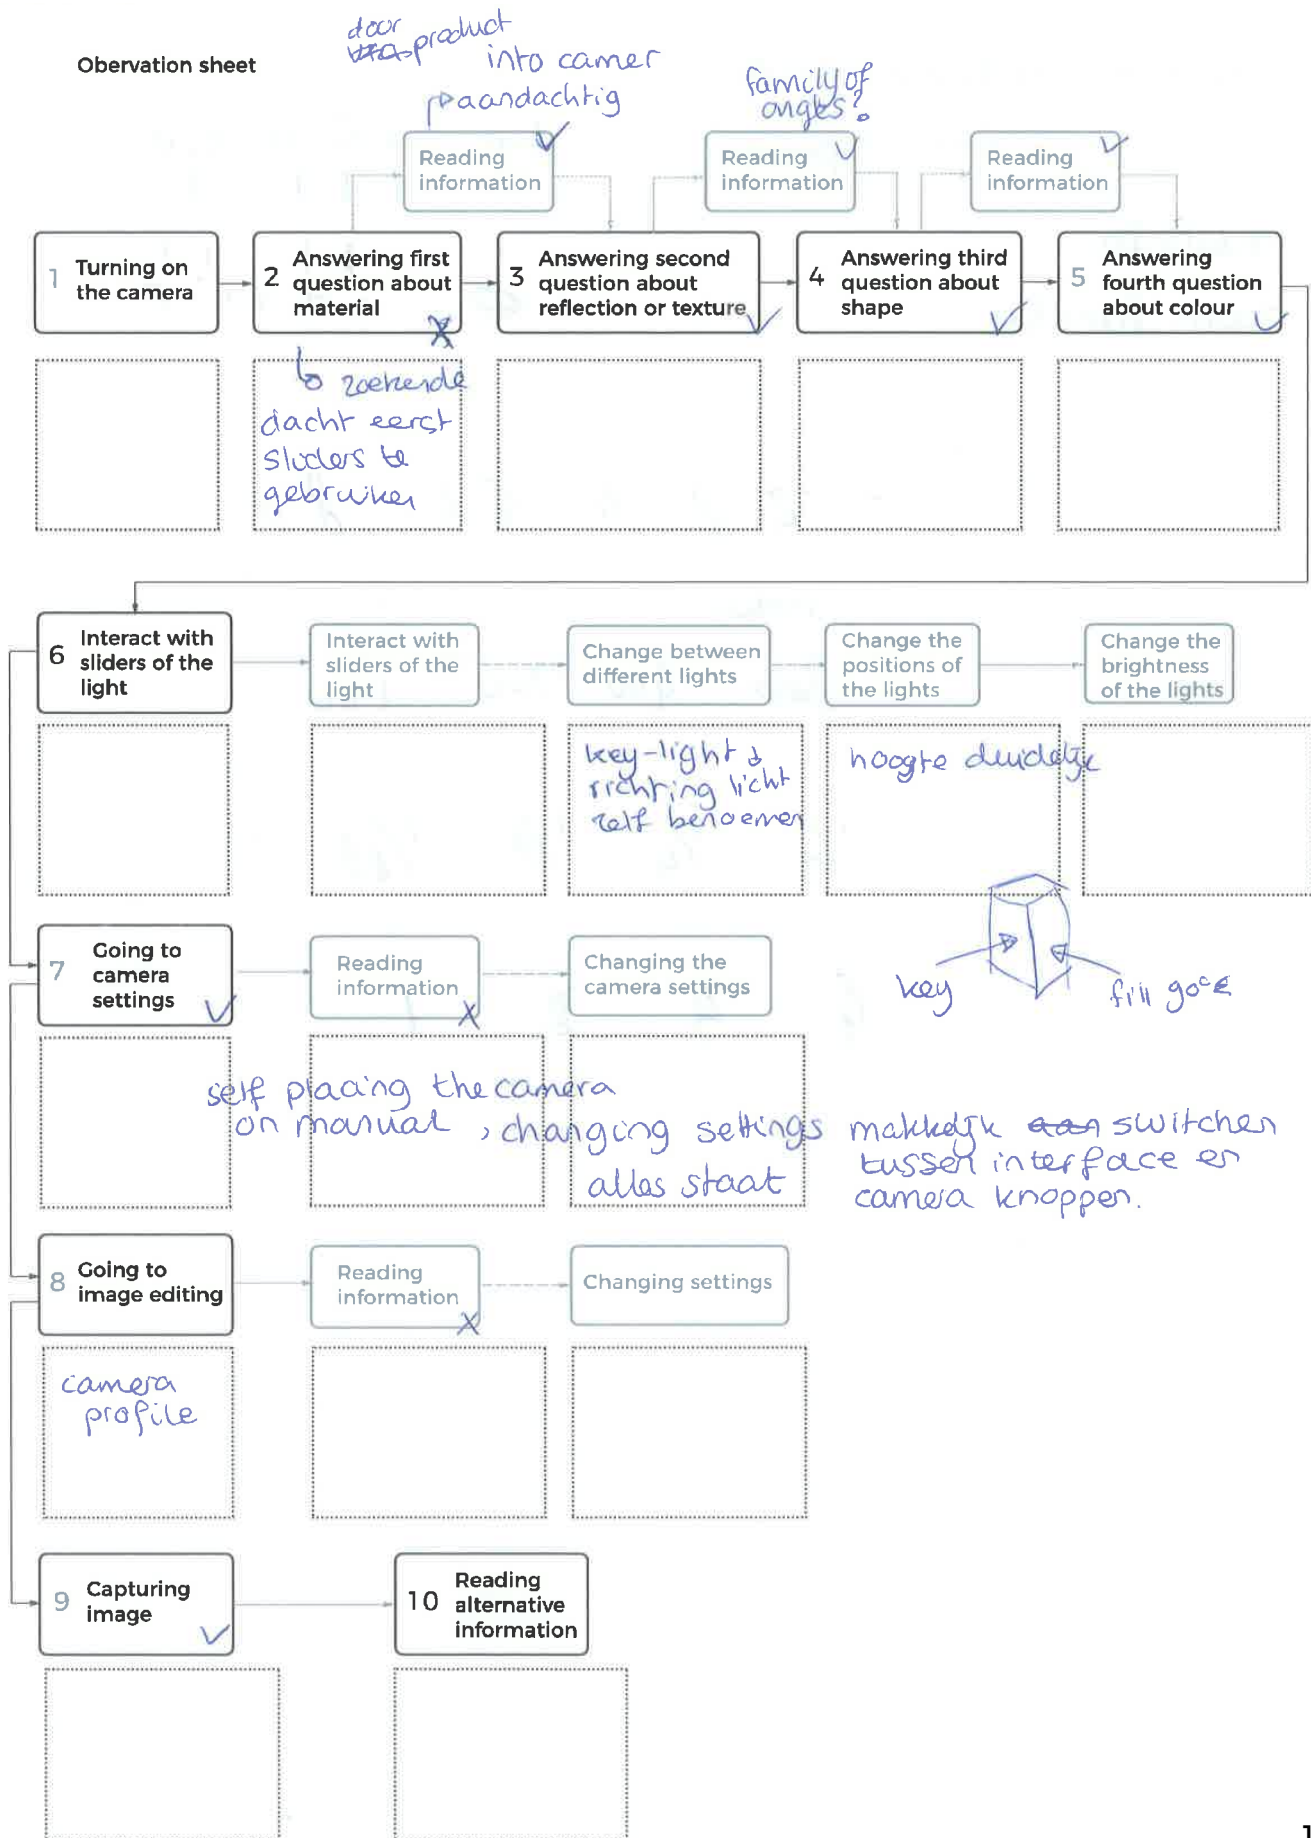 Obervation sheet
door
product
into camer
aandachtig
family of
angles?
Reading
information
Reading
information
Reading
information
1 Turning on
the camera
2 Answering first
question about
material
3 Answering second
question about
reflection or texture
4 Answering third
question about
shape
5 Answering
fourth question
about colour
zoekende
dacht eerst
sliders te
gebruiken
6 Interact with
sliders of the
light
Interact with
sliders of the
light
Change between
different lights
Change the
positions of
the lights
Change the
brightness
of the lights
key-light &
richting licht
zelf benoemen
hoogte duidelijk
key
fill
7 Going to
camera
settings
Reading
information
Changing the
camera settings
self placing the camera
on manual, changing settings
alles staat
makkelijk switchen
tussen interface en
camera knoppen.
8 Going to
image editing
Reading
information
Changing settings
camera
profile
9 Capturing
image
10 Reading
alternative
information
1